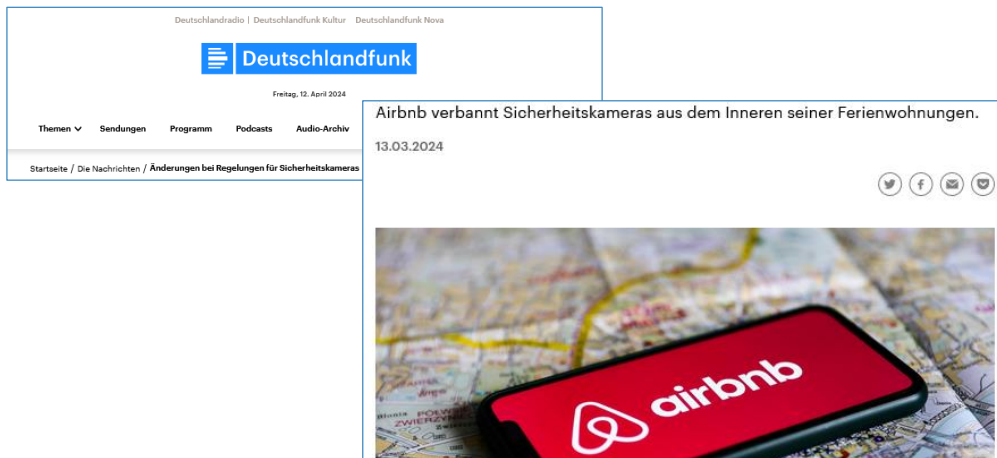 Deutschlandradio | Deutschlandfunk Kultur Deutschlandfunk Nova
Deutschlandfunk
Freitag, 12. April 2024
Themen Sendungen Programm Podcasts Audio-Archiv
Startseite / Die Nachrichten / Änderungen bei Regelungen für Sicherheitskameras
Airbnb verbannt Sicherheitskameras aus dem Inneren seiner Ferienwohnungen.
13.03.2024
airbnb